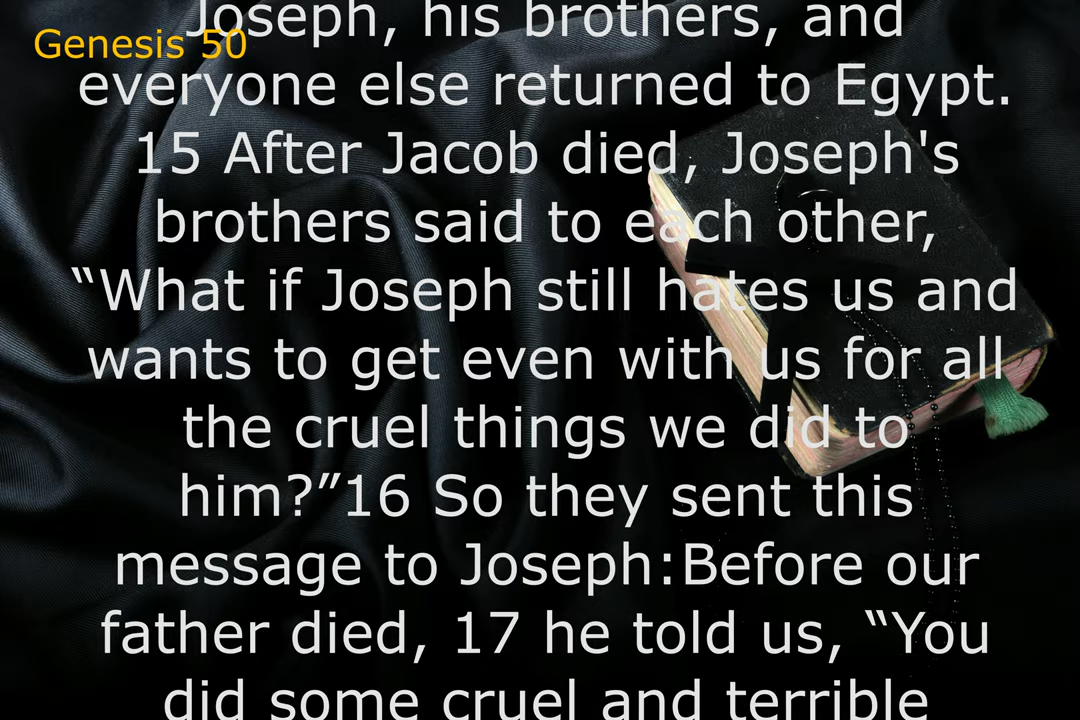 Genesis 50
Joseph, his brothers, and
everyone else returned to Egypt.
15 After Jacob died, Joseph's
brothers said to each other,
“What if Joseph still hates us and
wants to get even with us for all
the cruel things we did to
him?”16 So they sent this
message to Joseph:Before our
father died, 17 he told us, “You
did some cruel and terrible